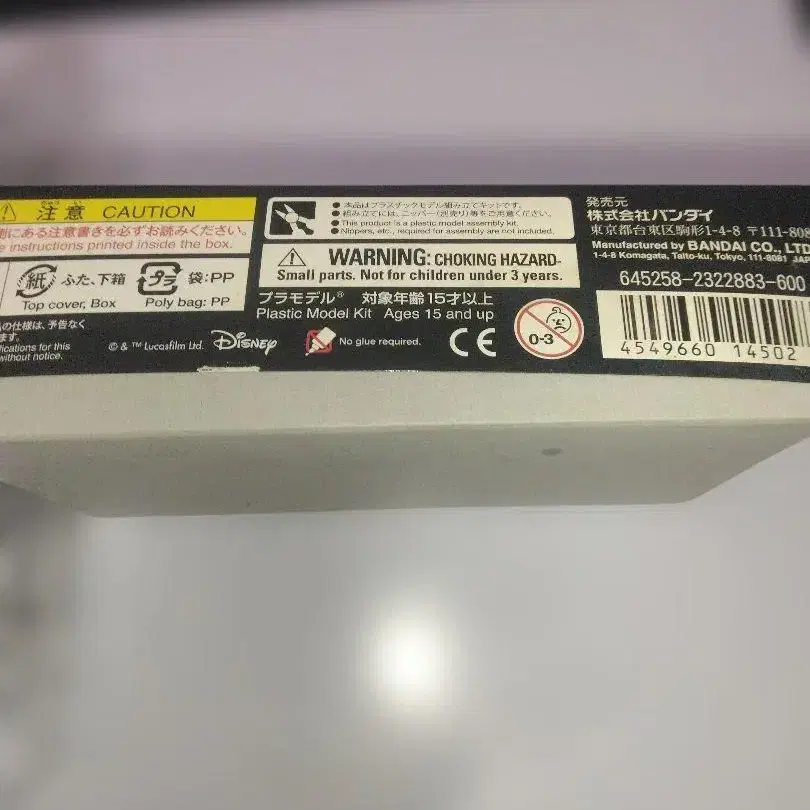 注意 CAUTION
にある注意書きを必ずお読みください。
instructions printed inside the box.
紙 ふた、下箱
Top cover, Box
プラ 袋:PP
Poly bag: PP
の仕様は、予告なく
ます。
ications for this
without notice.
© & ™ Lucasfilm Ltd. Disney
●本品はプラスチックモデル組み立てキットです。
●組み立てには、ニッパー(別売り)等をご用意ください。
●This product is a plastic model assembly kit.
●Nippers, etc., required for assembly are not included.
WARNING: CHOKING HAZARD-
Small parts. Not for children under 3 years.
プラモデル® 対象年齢15才以上
Plastic Model Kit Ages 15 and up
No glue required.
CE
0-3
発売元
株式会社バンダイ
東京都台東区駒形1-4-8 〒111-808
Manufactured by BANDAI CO., LTD
1-4-8 Komagata, Taito-ku, Tokyo, 111-8081 JAP
645258-2322883-600
4549660 14502